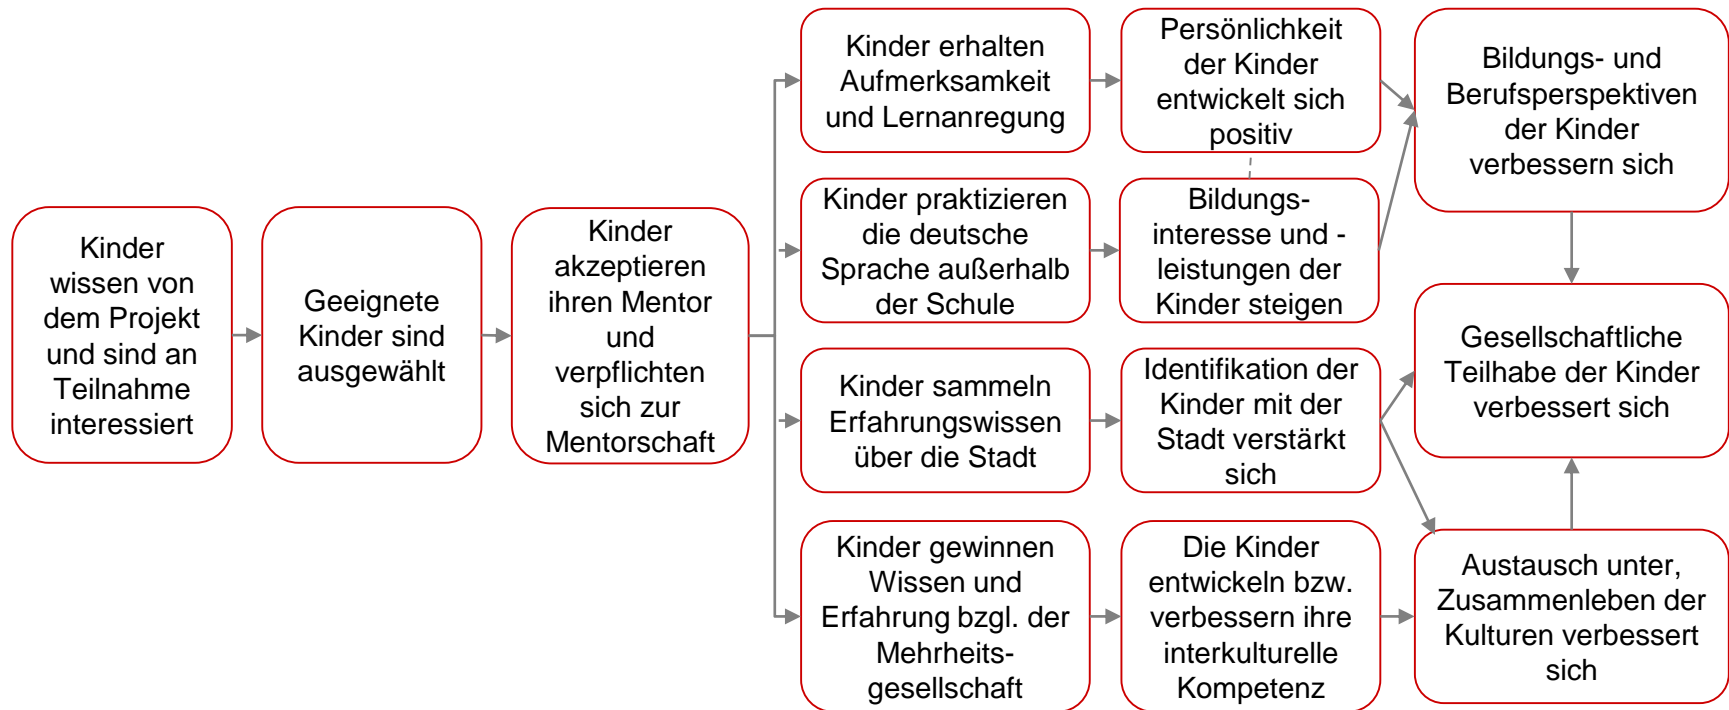 Kinder
wissen von
dem Projekt
und sind an
Teilnahme
interessiert
Geeignete
Kinder sind
ausgewählt
Kinder
akzeptieren
ihren Mentor
und
verpflichten
sich zur
Mentorschaft
Kinder erhalten
Aufmerksamkeit
und Lernanregung
Kinder praktizieren
die deutsche
Sprache außerhalb
der Schule
Kinder sammeln
Erfahrungswissen
über die Stadt
Kinder gewinnen
Wissen und
Erfahrung bzgl. der
Mehrheits-
gesellschaft
Persönlichkeit
der Kinder
entwickelt sich
positiv
Bildungs-
interesse und -
leistungen der
Kinder steigen
Identifikation der
Kinder mit der
Stadt verstärkt
sich
Die Kinder
entwickeln bzw.
verbessern ihre
interkulturelle
Kompetenz
Bildungs- und
Berufsperspektiven
der Kinder
verbessern sich
Gesellschaftliche
Teilhabe der Kinder
verbessert sich
Austausch unter,
Zusammenleben der
Kulturen verbessert
sich